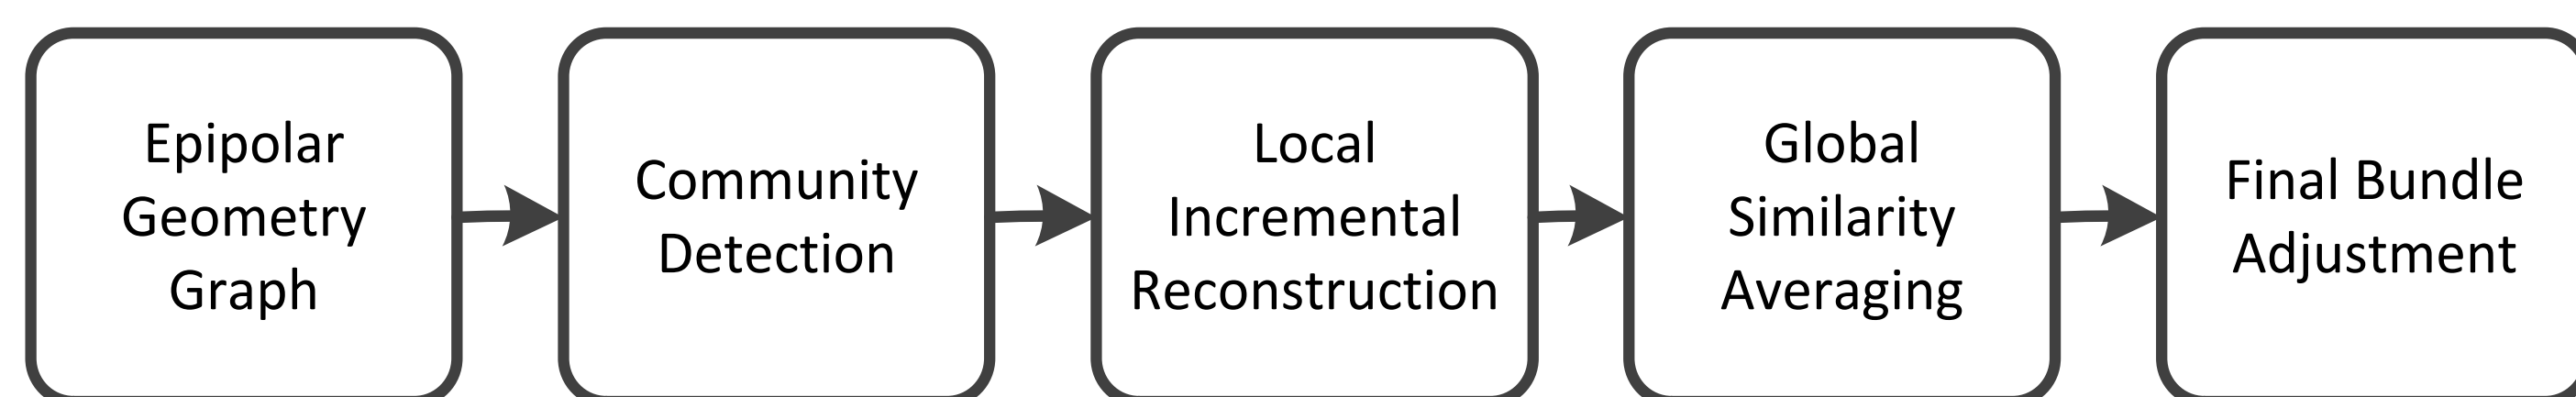 Epipolar
Geometry
Graph
Community
Detection
Local
Incremental
Reconstruction
Global
Similarity
Averaging
Final Bundle
Adjustment